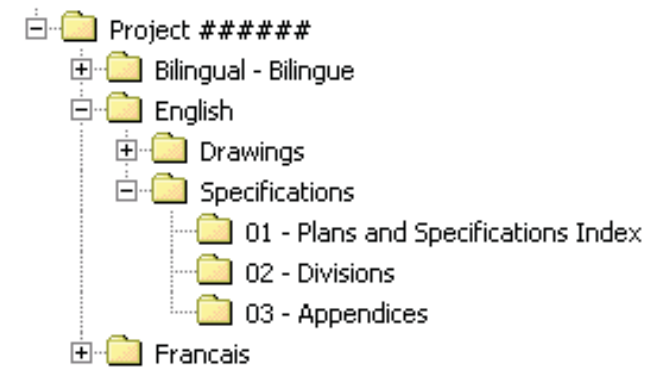 Project ######
Bilingual - Bilingue
English
Drawings
Specifications
01 - Plans and Specifications Index
02 - Divisions
03 - Appendices
Francais